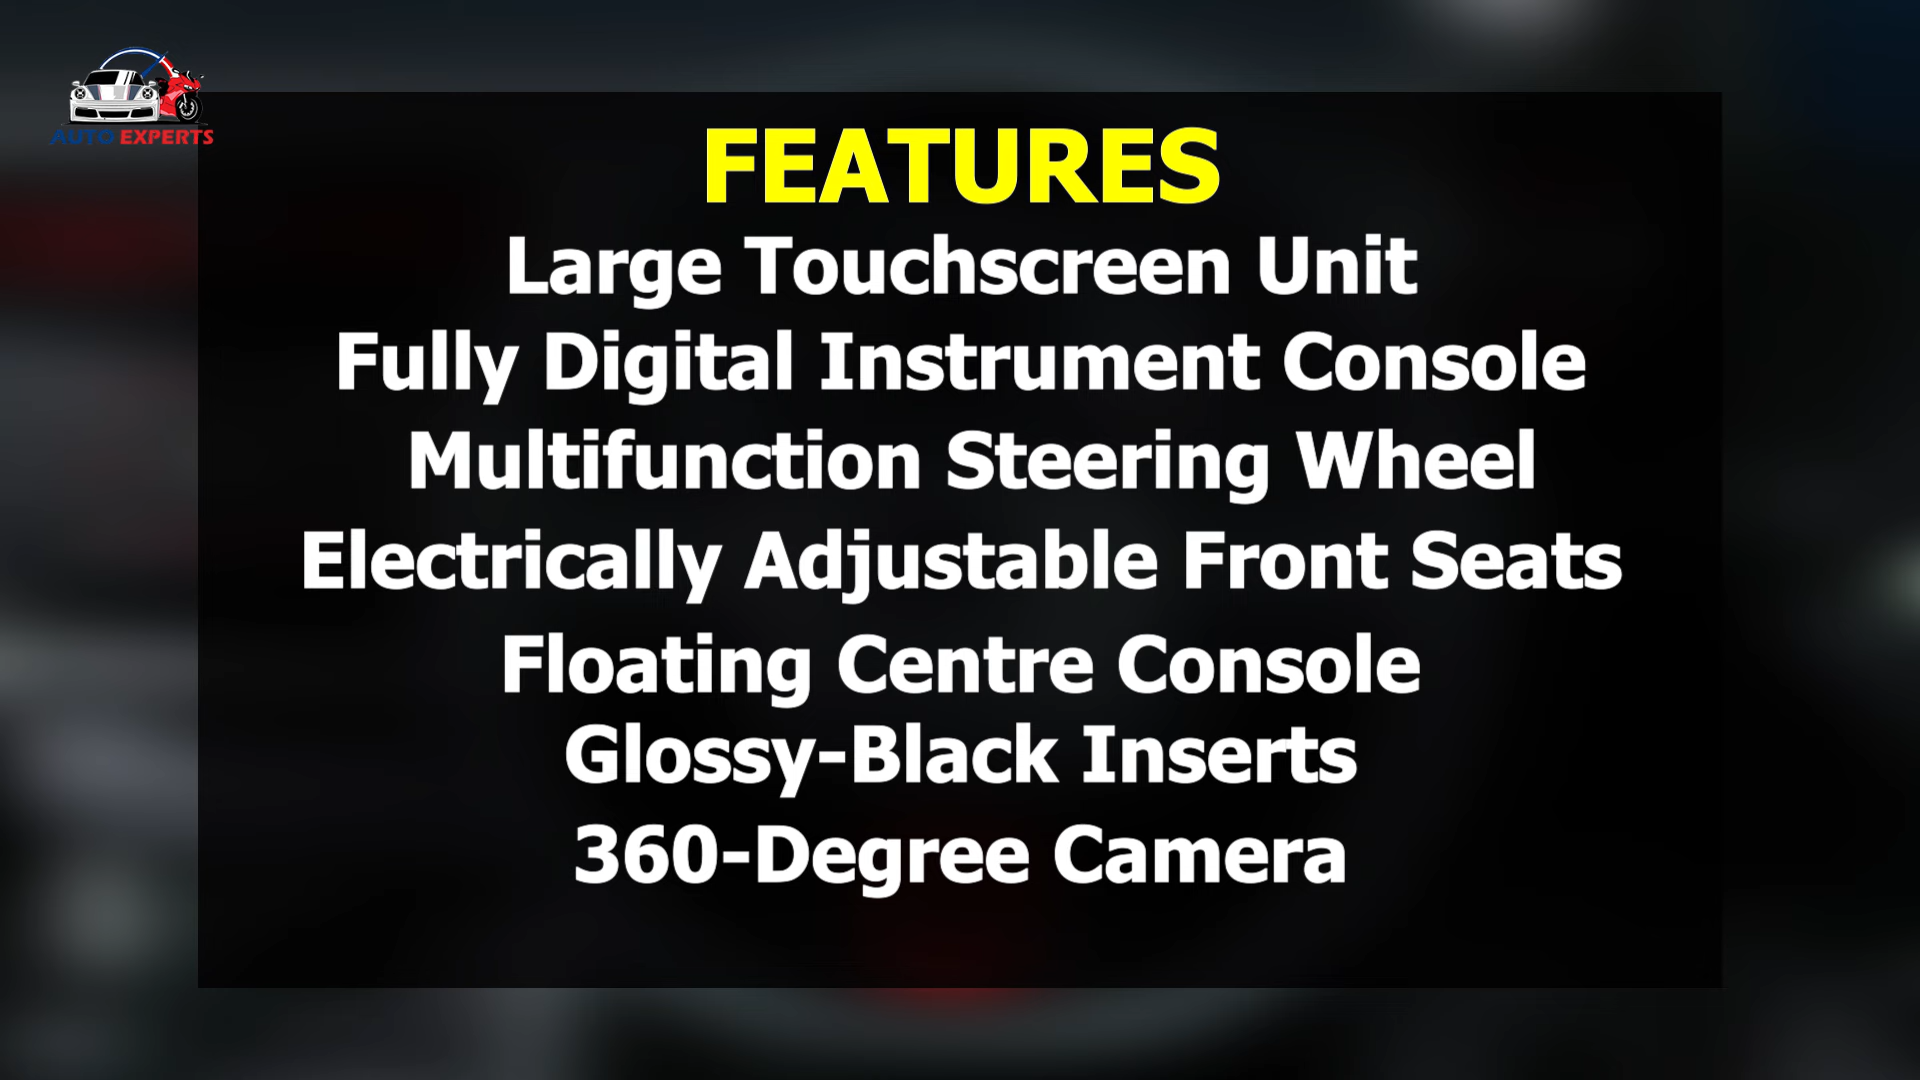 AUTO EXPERTS
FEATURES
Large Touchscreen Unit
Fully Digital Instrument Console
Multifunction Steering Wheel
Electrically Adjustable Front Seats
Floating Centre Console
Glossy-Black Inserts
360-Degree Camera